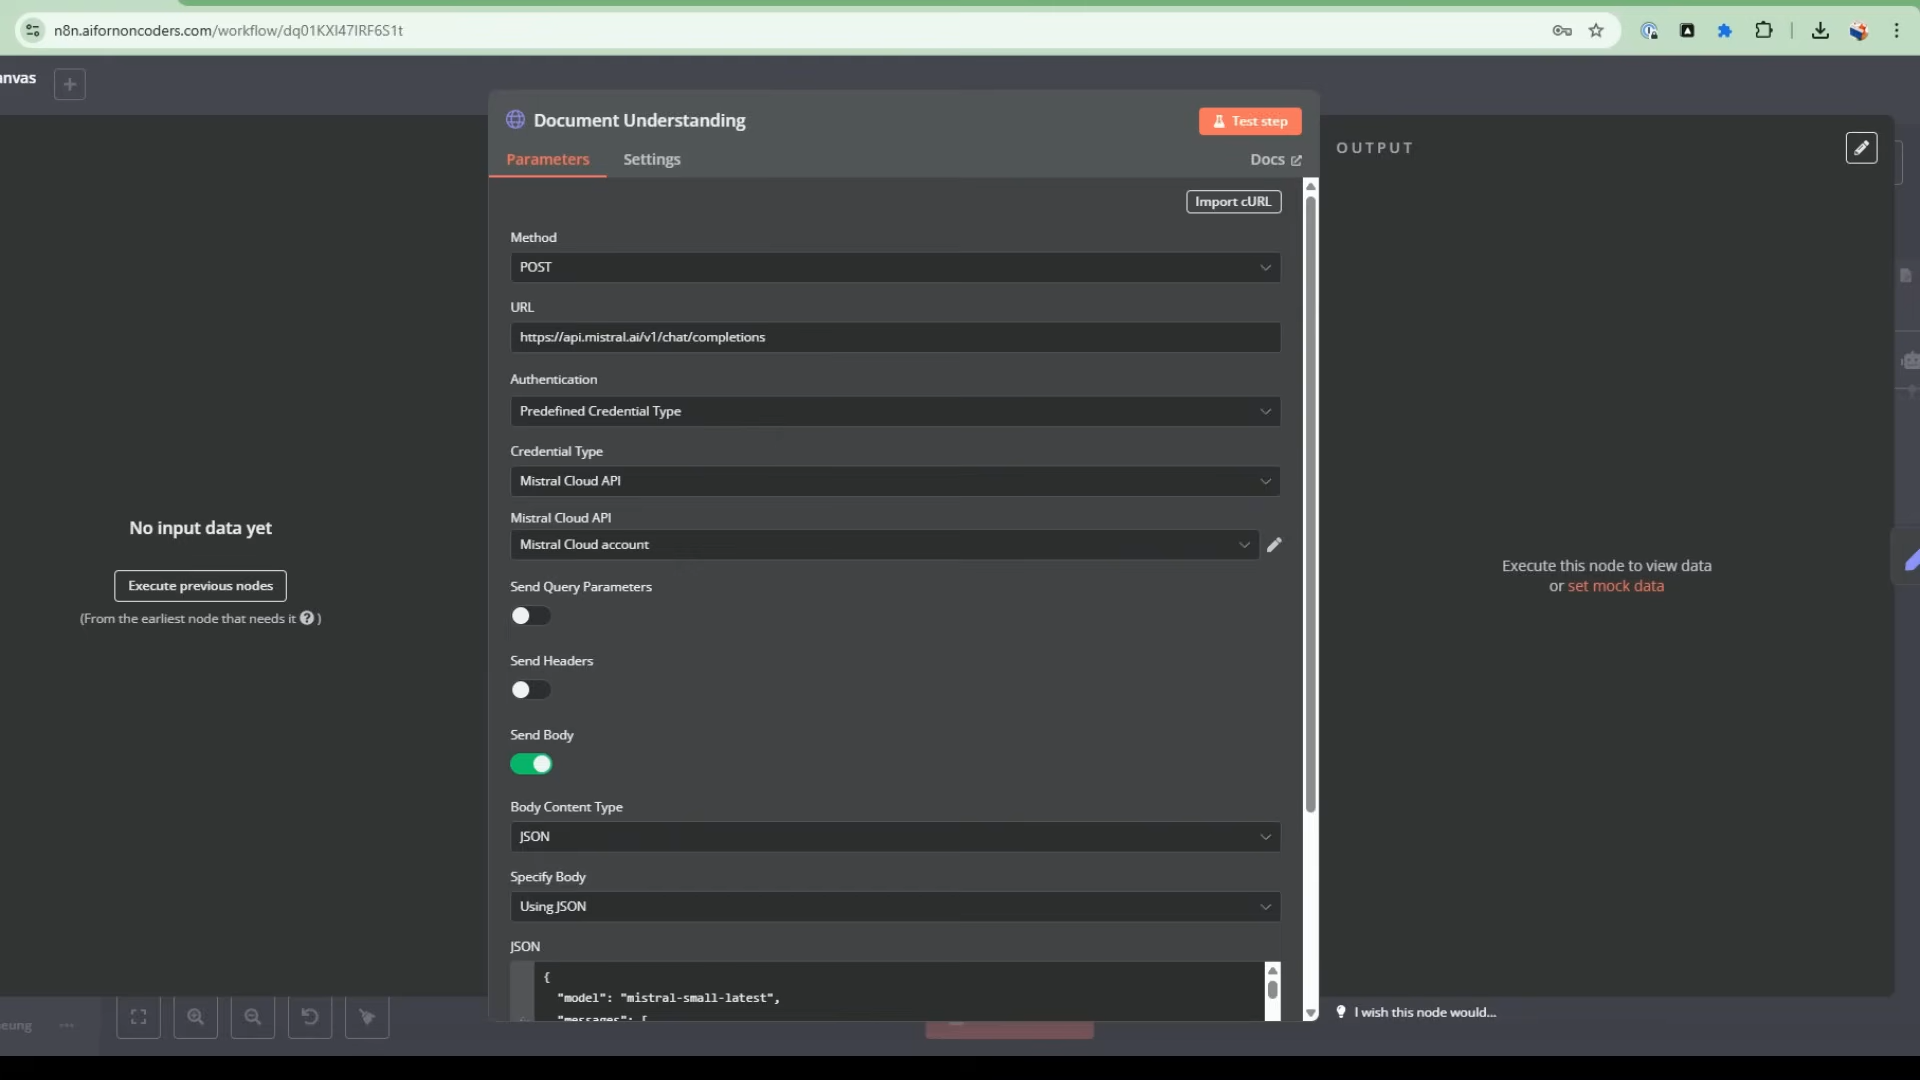 n8n.aifornoncoders.com/workflow/dq01KXI47IRF6S1t
anvas
Document Understanding
Test step
Parameters
Settings
Docs
OUTPUT
Import cURL
Method
POST
URL
https://api.mistral.ai/v1/chat/completions
Authentication
Predefined Credential Type
Credential Type
Mistral Cloud API
Mistral Cloud API
Mistral Cloud account
No input data yet
Execute previous nodes
(From the earliest node that needs it ? )
Execute this node to view data
or set mock data
Send Query Parameters
Send Headers
Send Body
Body Content Type
JSON
Specify Body
Using JSON
JSON
{
"model": "mistral-small-latest",
"messages": [
eung
I wish this node would...